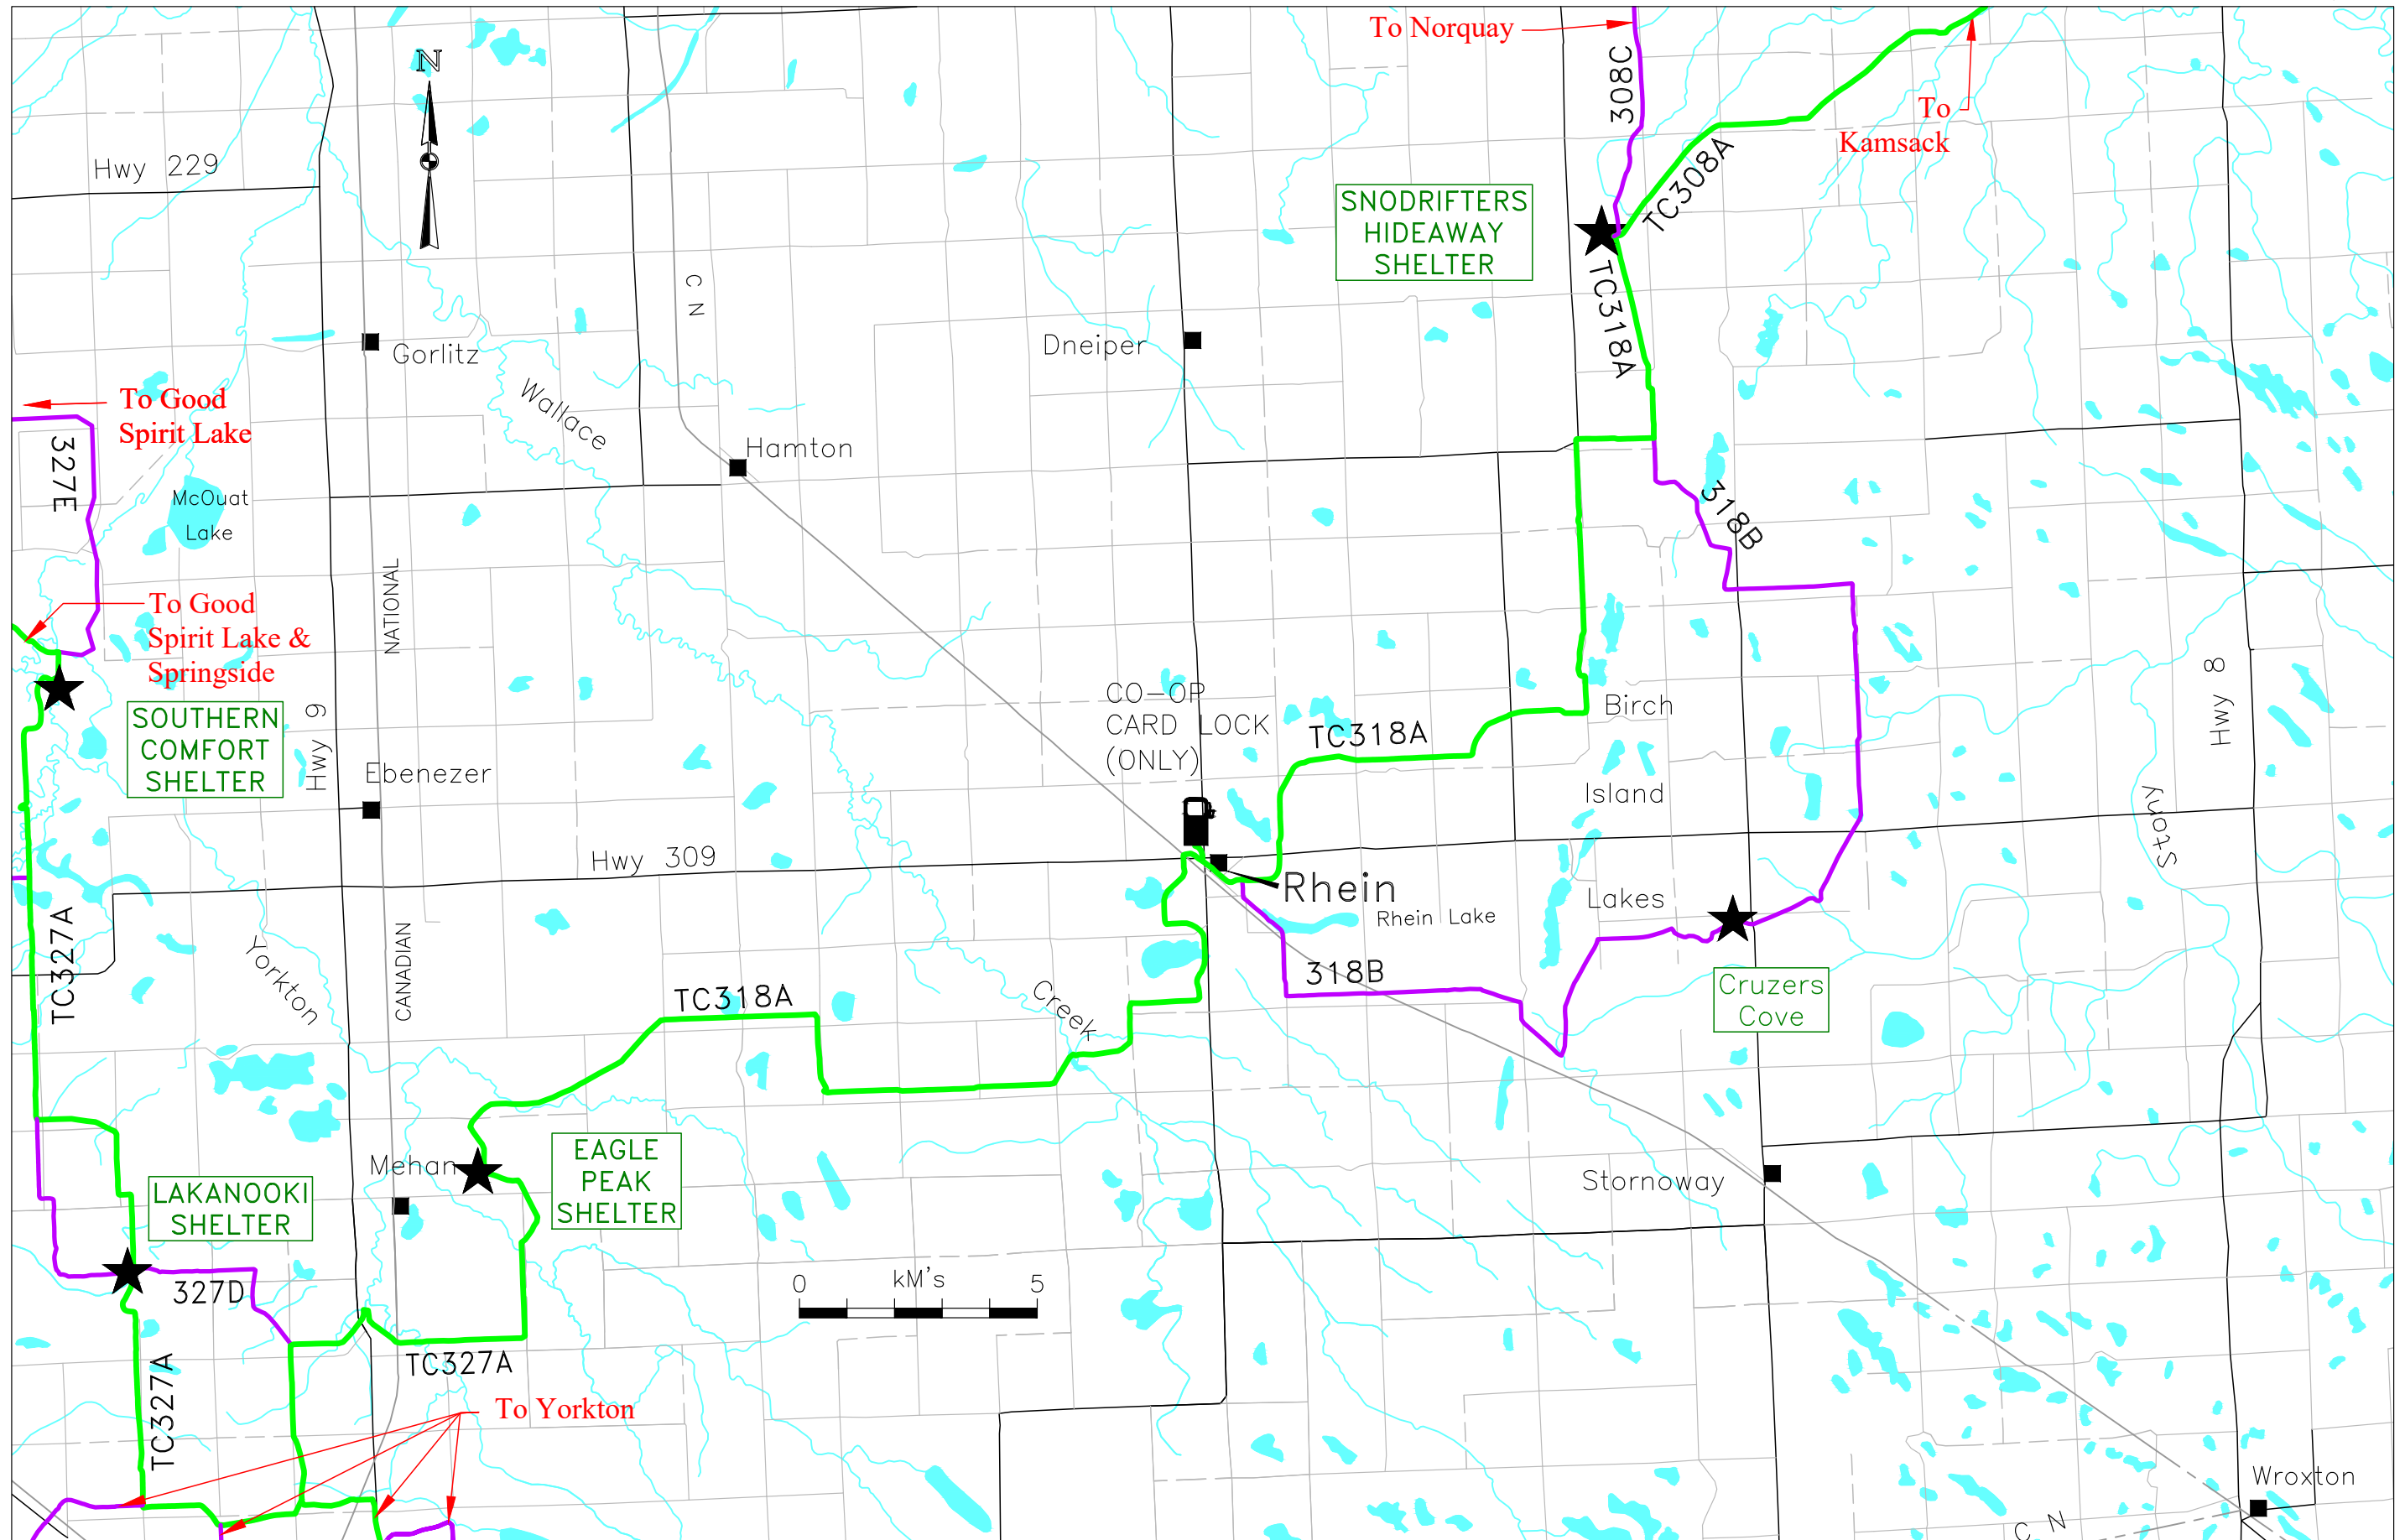 To Norquay
308C
To
Kamsack
N
Hwy 229
TC308A
SNODRIFTERS
HIDEAWAY
SHELTER
C N
TC318A
Dneiper
Gorlitz
Wallace
To Good
Spirit Lake
327E
Hamton
McOuat
Lake
318B
NATIONAL
To Good
Spirit Lake &
Springside
Hwy 8
CO-OP
CARD LOCK
(ONLY)
Birch
TC318A
SOUTHERN
COMFORT
SHELTER
Hwy 9
Ebenezer
Island
Stony
Hwy 309
Rhein
Rhein Lake
Lakes
TC327A
Yorkton
CANADIAN
318B
TC318A
Creek
Cruzers
Cove
Mehan
EAGLE
PEAK
SHELTER
Stornoway
LAKANOOKI
SHELTER
327D
0 kM's 5
TC327A
TC327A
To Yorkton
Wroxton
C N